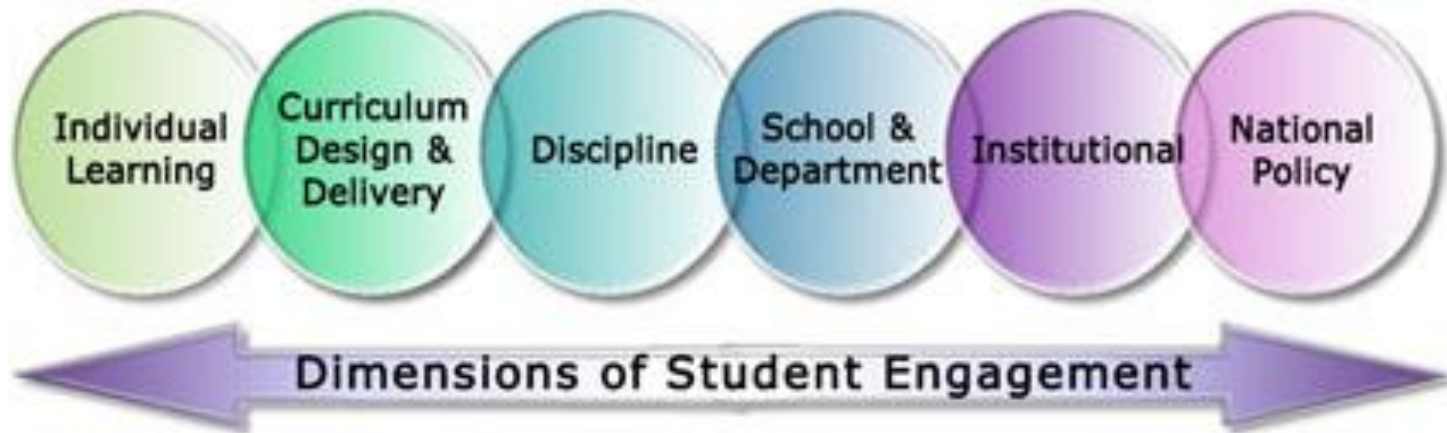 Individual
Learning
Curriculum
Design &
Delivery
Discipline
School &
Department
Institutional
National
Policy
Dimensions of Student Engagement